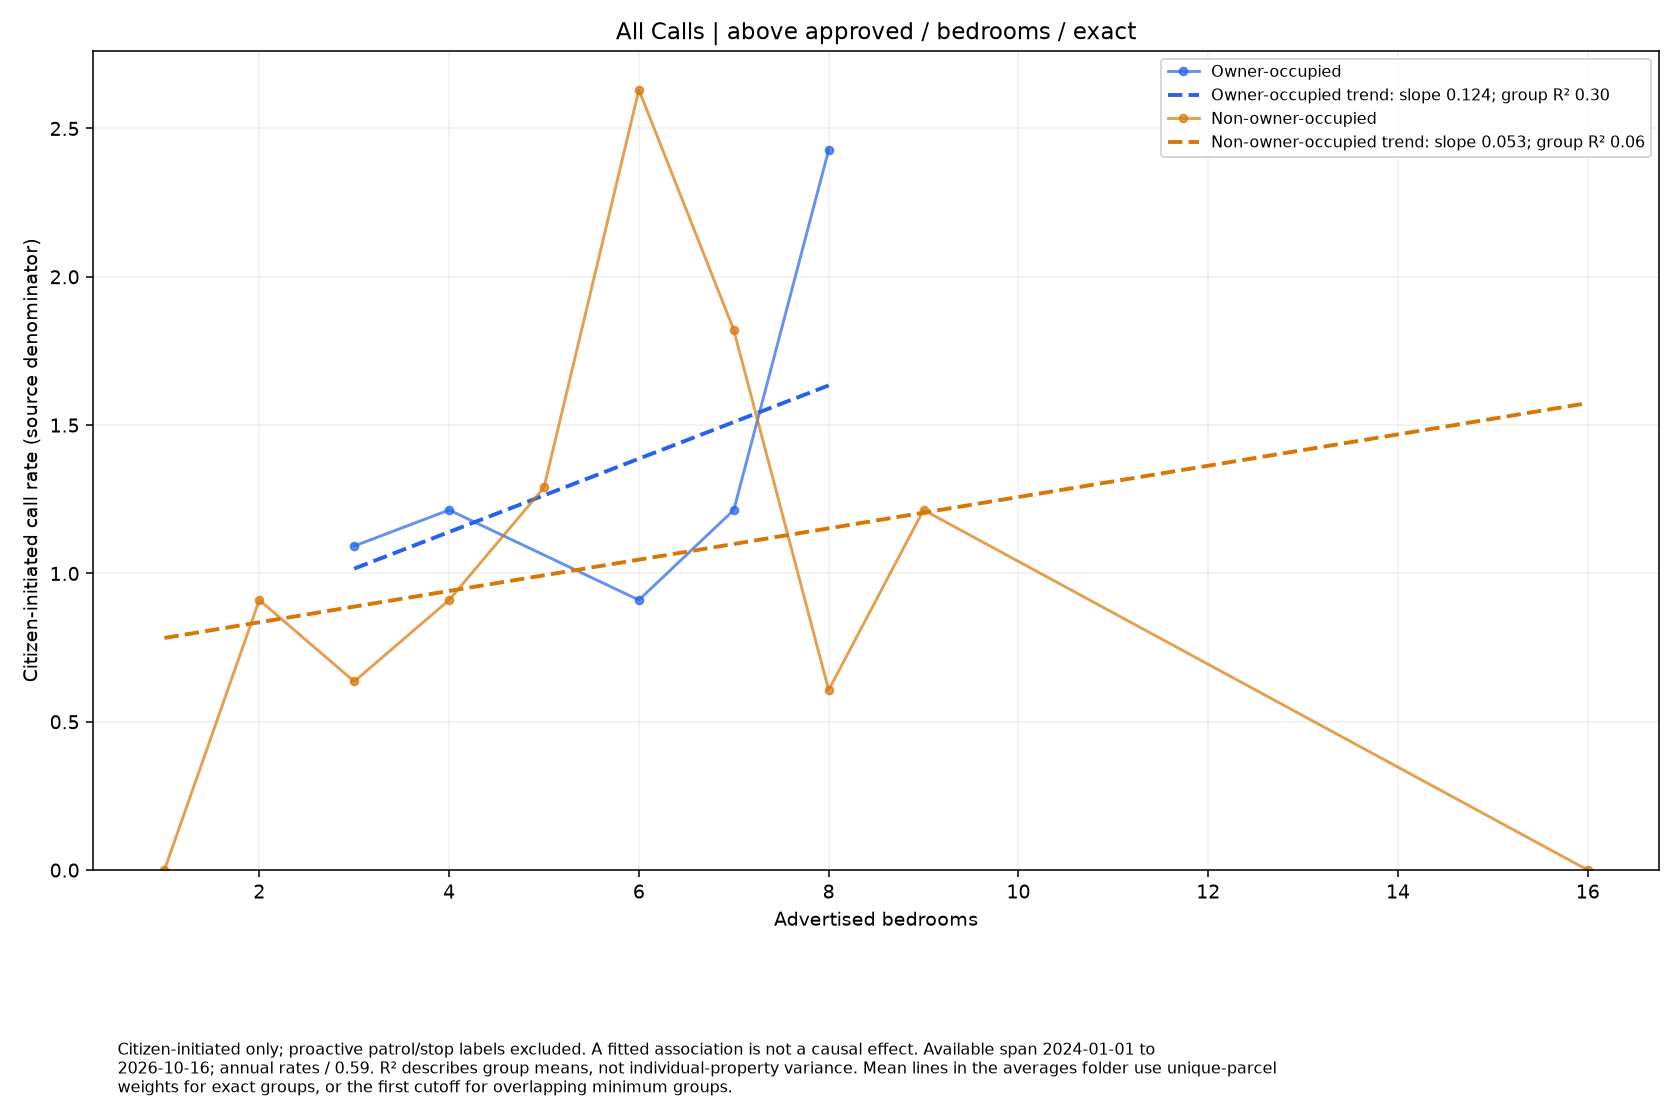 All Calls | above approved / bedrooms / exact
Owner-occupied
Owner-occupied trend: slope 0.124; group R² 0.30
Non-owner-occupied
Non-owner-occupied trend: slope 0.053; group R² 0.06
Citizen-initiated call rate (source denominator)
2.5
2.0
1.5
1.0
0.5
0.0
2 4 6 8 10 12 14 16
Advertised bedrooms
Citizen-initiated only; proactive patrol/stop labels excluded. A fitted association is not a causal effect. Available span 2024-01-01 to
2026-10-16; annual rates / 0.59. R² describes group means, not individual-property variance. Mean lines in the averages folder use unique-parcel
weights for exact groups, or the first cutoff for overlapping minimum groups.